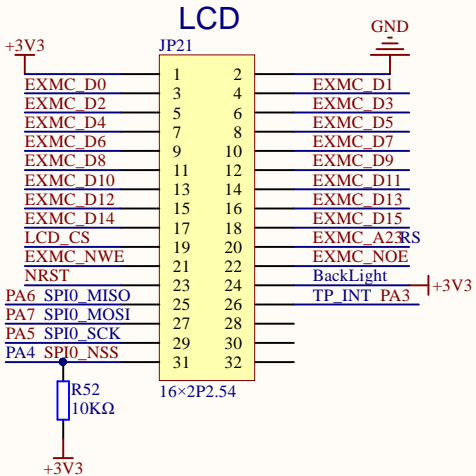 LCD
+3V3 JP21 GND
1 2
EXMC_D0 3 4 EXMC_D1
EXMC_D2 5 6 EXMC_D3
EXMC_D4 7 8 EXMC_D5
EXMC_D6 9 10 EXMC_D7
EXMC_D8 11 12 EXMC_D9
EXMC_D10 13 14 EXMC_D11
EXMC_D12 15 16 EXMC_D13
EXMC_D14 17 18 EXMC_D15
LCD_CS 19 20 EXMC_A23 RS
EXMC_NWE 21 22 EXMC_NOE
NRST 23 24 BackLight +3V3
PA6 SPI0_MISO 25 26 TP_INT PA3
PA7 SPI0_MOSI 27 28
PA5 SPI0_SCK 29 30
PA4 SPI0_NSS 31 32
R52 16×2P2.54
10KΩ
+3V3